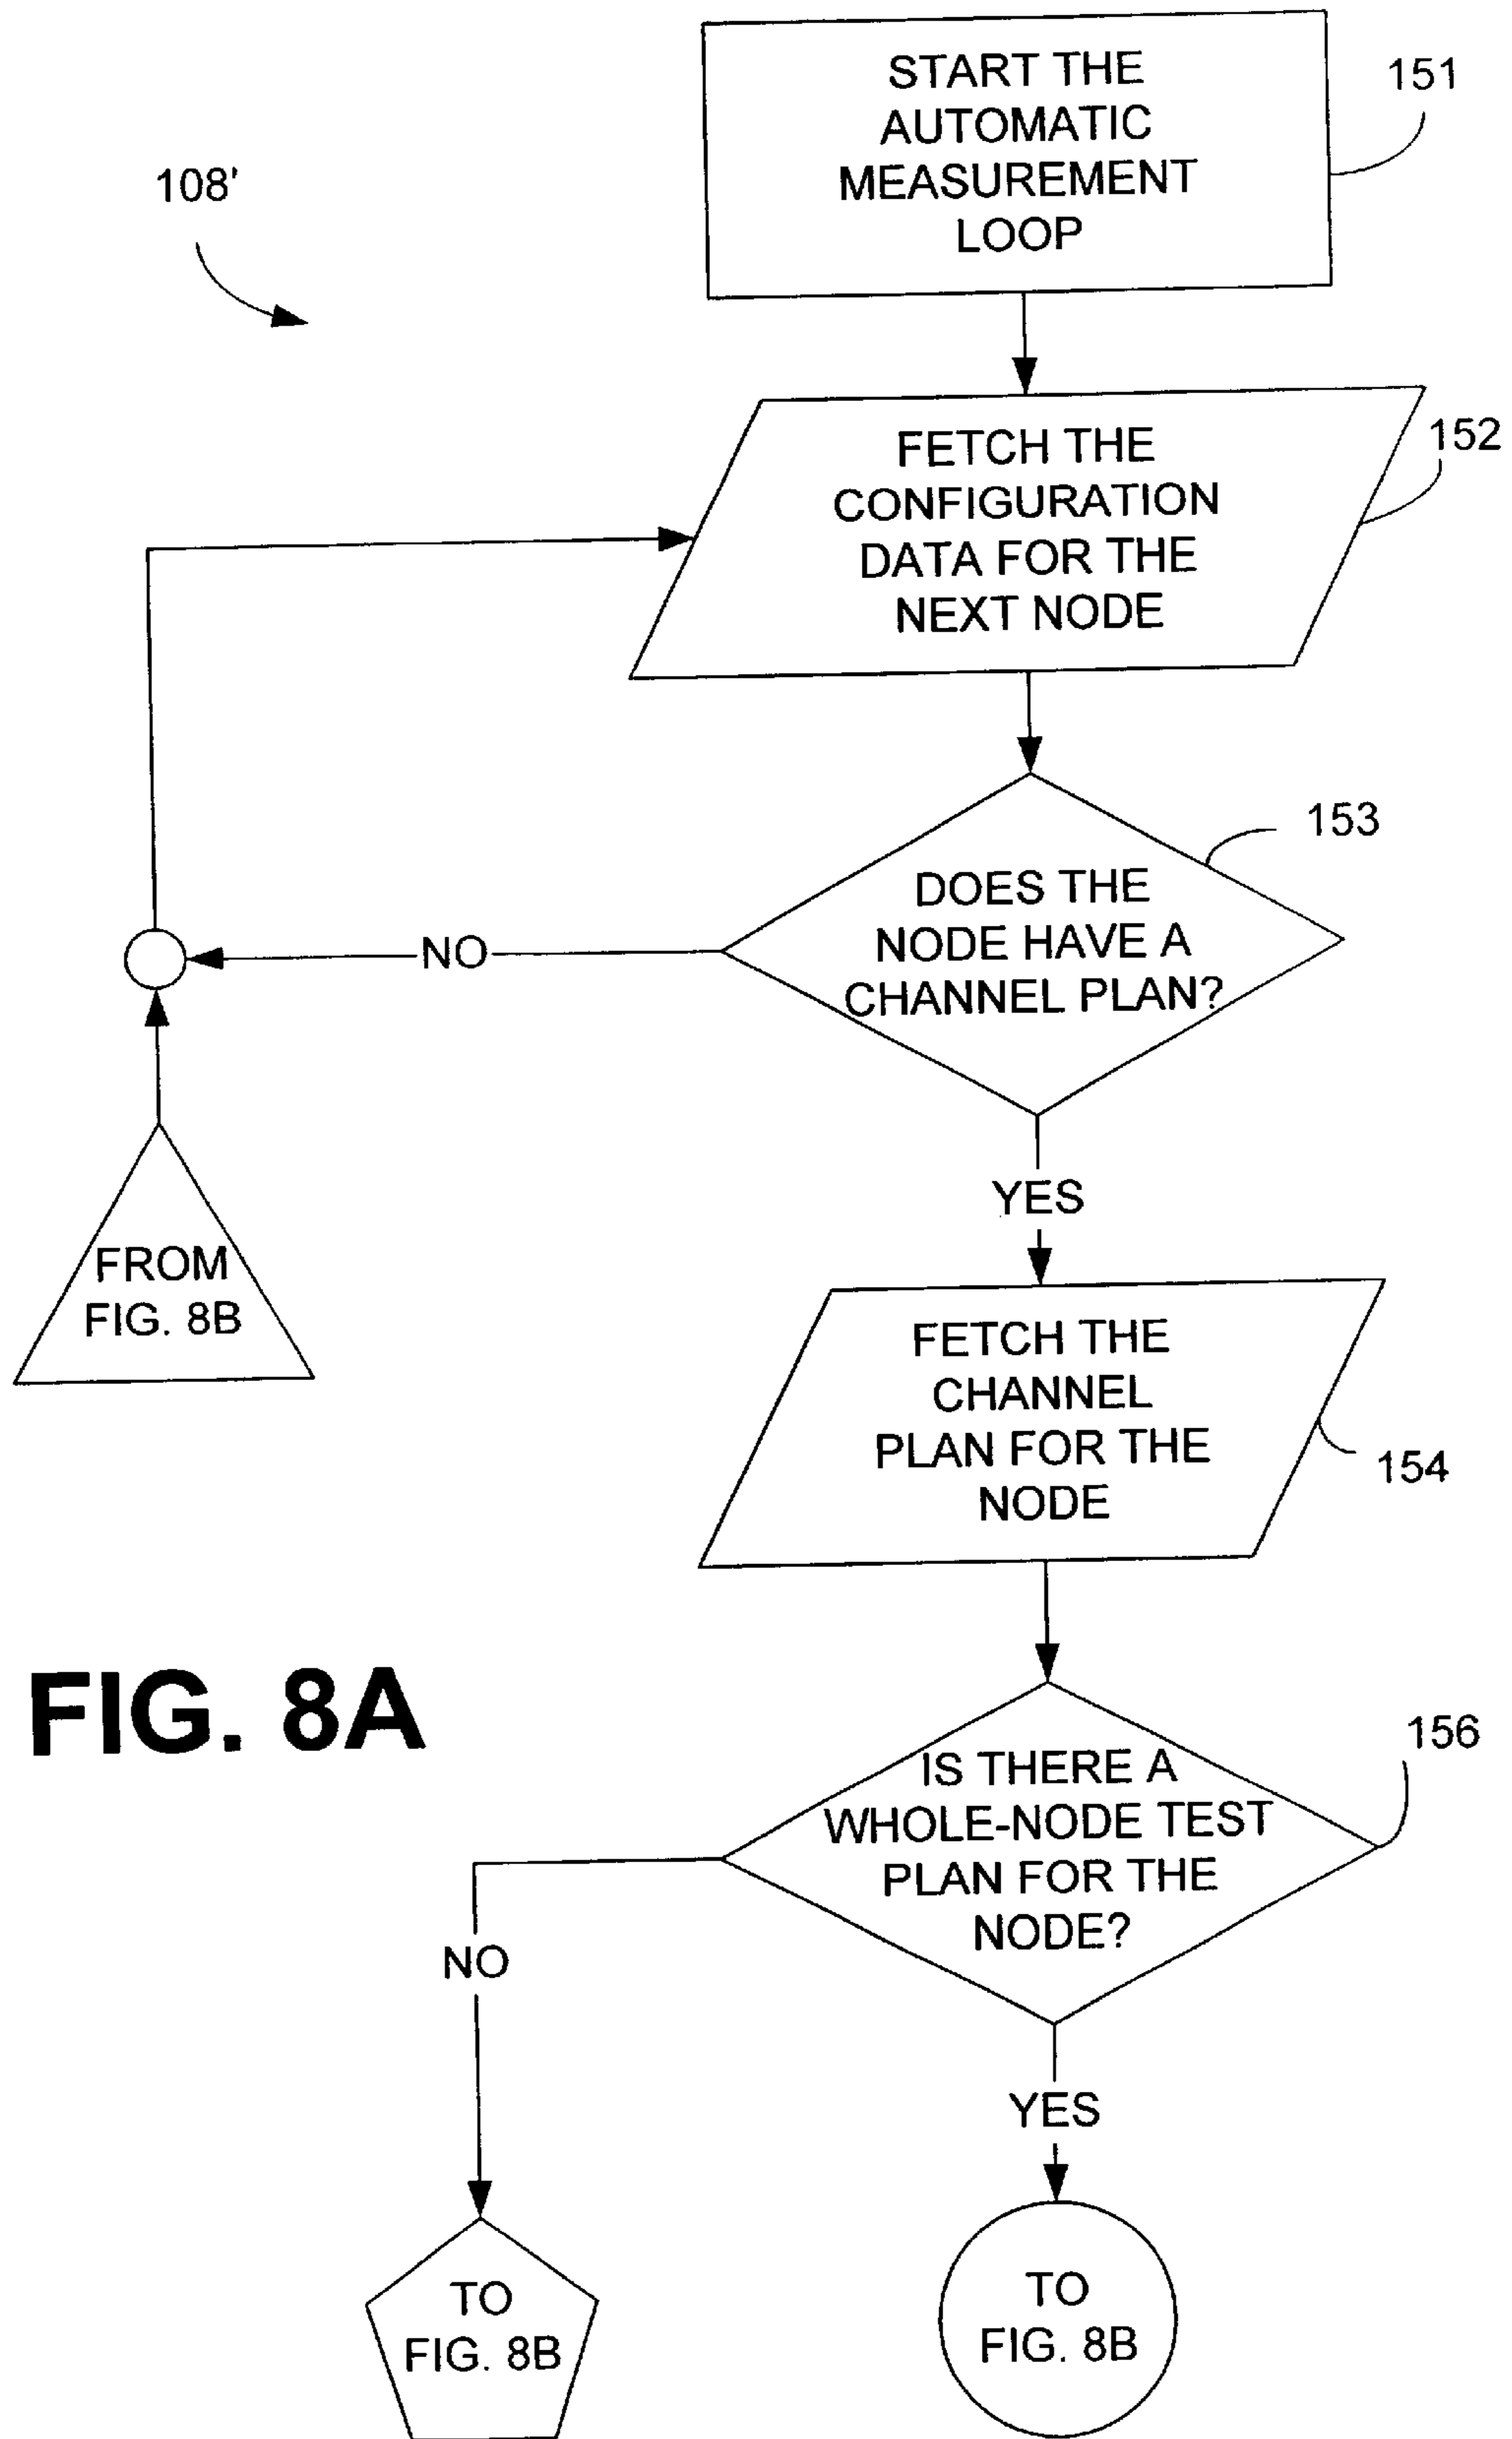 START THE
AUTOMATIC
MEASUREMENT
LOOP
151
108'
FETCH THE
CONFIGURATION
DATA FOR THE
NEXT NODE
152
DOES THE
NODE HAVE A
CHANNEL PLAN?
153
NO
YES
FROM
FIG. 8B
FETCH THE
CHANNEL
PLAN FOR THE
NODE
154
FIG. 8A
IS THERE A
WHOLE-NODE TEST
PLAN FOR THE
NODE?
156
NO
YES
TO
FIG. 8B
TO
FIG. 8B